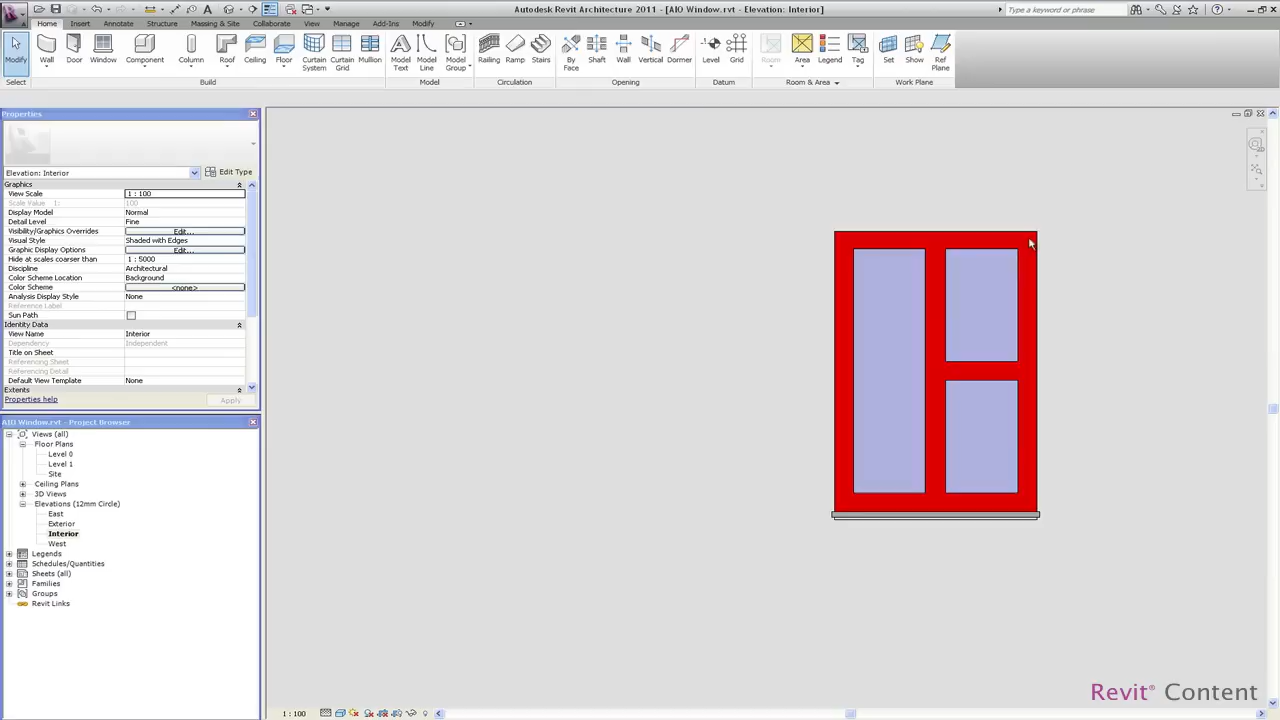 Autodesk Revit Architecture 2011 - [AIO Window.rvt - Elevation: Interior]
Type a keyword or phrase
Home Insert Annotate Structure Massing & Site Collaborate View Manage Add-Ins Modify
Modify Wall Door Window Component Column Roof Ceiling Floor Curtain System Curtain Grid Mullion Model Text Model Line Model Group Railing Ramp Stairs By Face Shaft Wall Vertical Dormer Level Grid Room Area Legend Tag Set Show Ref Plane
Select Build Model Circulation Opening Datum Room & Area Work Plane
Properties
Elevation: Interior Edit Type
Graphics
View Scale 1 : 100
Scale Value 1: 100
Display Model Normal
Detail Level Fine
Visibility/Graphics Overrides Edit...
Visual Style Shaded with Edges
Graphic Display Options Edit...
Hide at scales coarser than 1 : 5000
Discipline Architectural
Color Scheme Location Background
Color Scheme <none>
Analysis Display Style None
Reference Label
Sun Path
Identity Data
View Name Interior
Dependency Independent
Title on Sheet
Referencing Sheet
Referencing Detail
Default View Template None
Extents
Properties help Apply
AIO Window.rvt - Project Browser
Views (all)
Floor Plans
Level 0
Level 1
Site
Ceiling Plans
3D Views
Elevations (12mm Circle)
East
Exterior
Interior
West
Legends
Schedules/Quantities
Sheets (all)
Families
Groups
Revit Links
1 : 100
Revit® Content